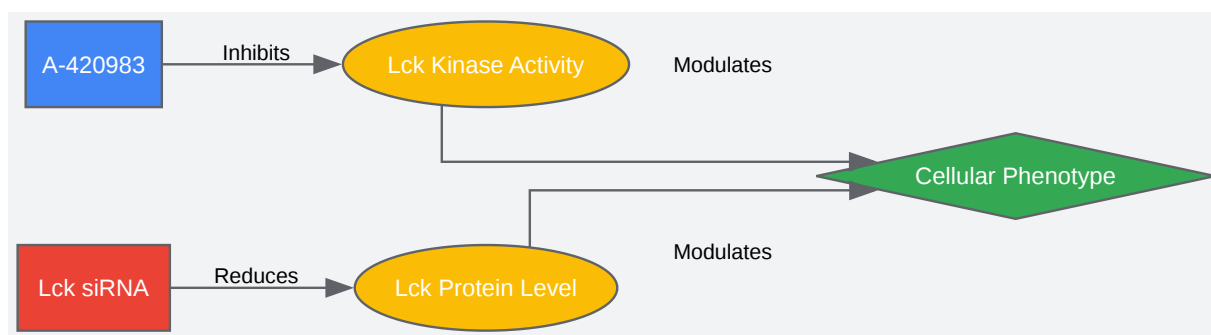 A-420983
Inhibits
Lck Kinase Activity
Modulates
Cellular Phenotype
Lck siRNA
Reduces
Lck Protein Level
Modulates